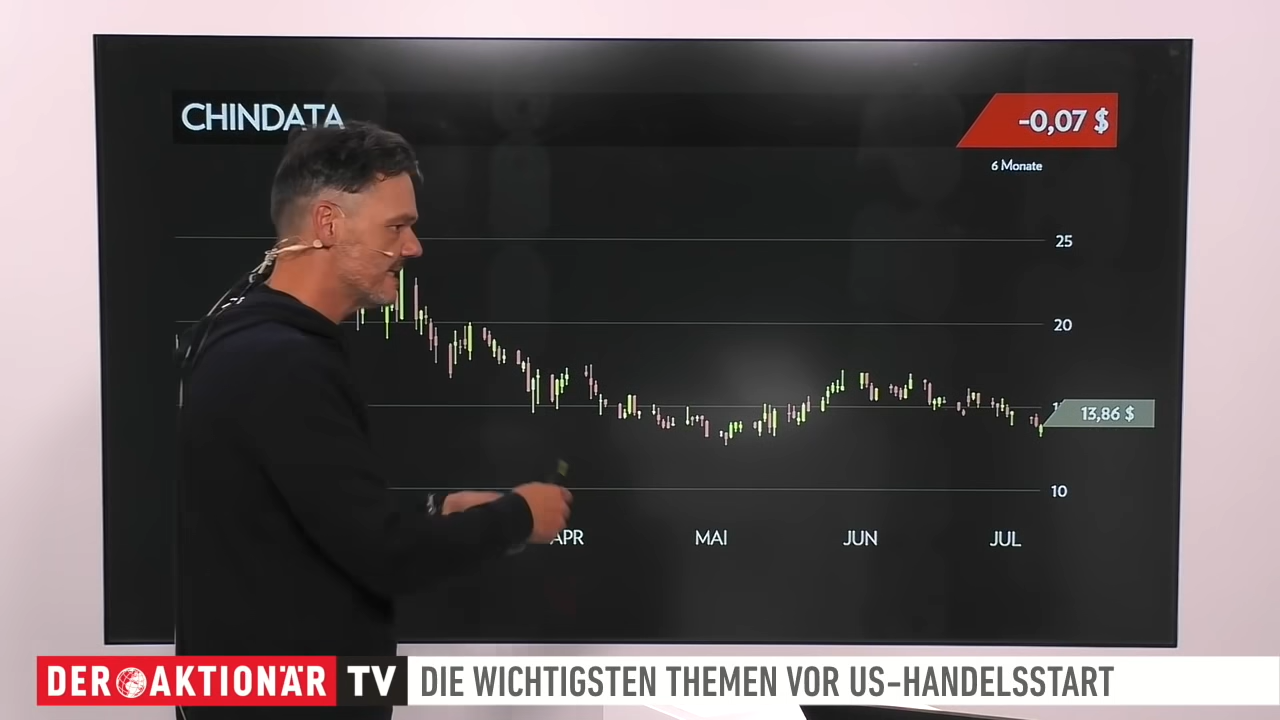 CHINDATA
-0,07 $
6 Monate
25
20
13,86 $
10
APR
MAI
JUN
JUL
DER AKTIONÄR TV
DIE WICHTIGSTEN THEMEN VOR US-HANDELSSTART